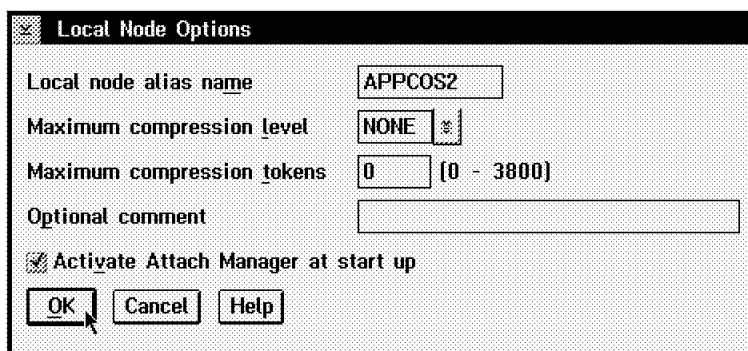 Local Node Options
Local node alias name APPCOS2
Maximum compression level NONE
Maximum compression tokens 0 (0 - 3800)
Optional comment
Activate Attach Manager at start up
OK Cancel Help